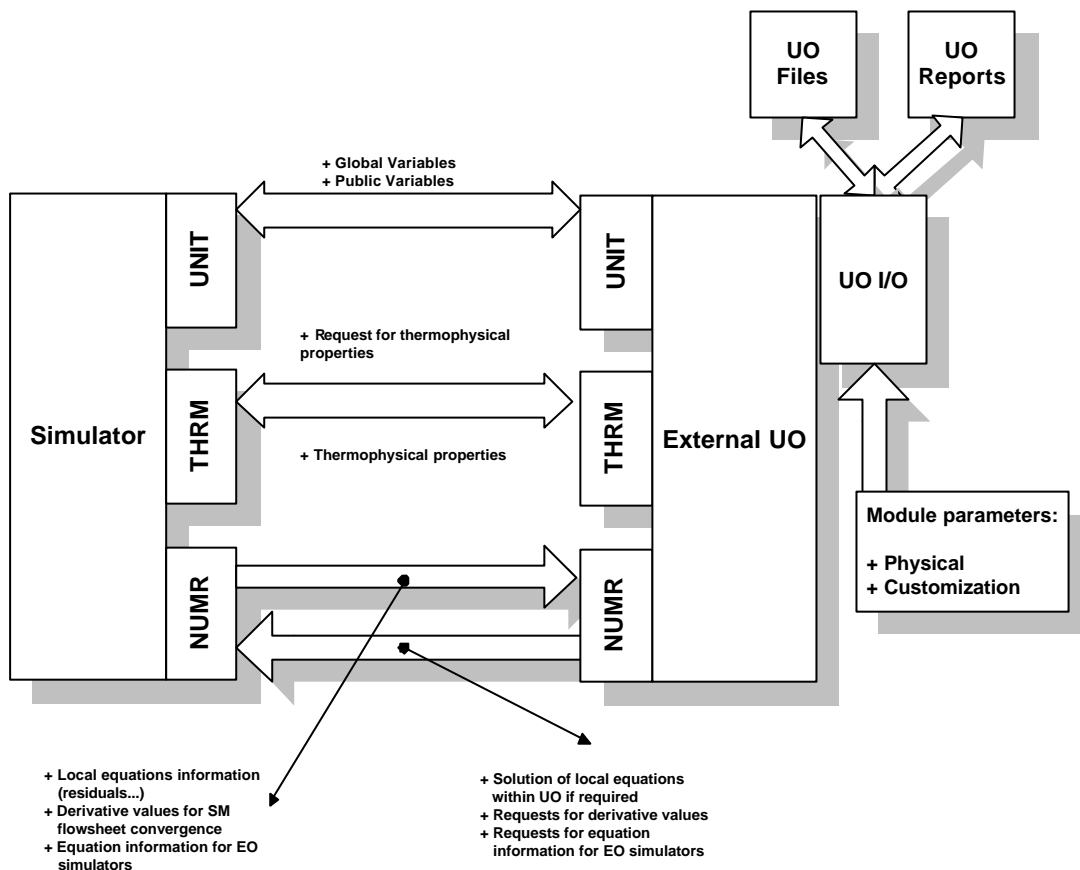 UO
Files
UO
Reports
+ Global Variables
+ Public Variables
UNIT
UNIT
UO I/O
+ Request for thermophysical
properties
Simulator
THRM
THRM
External UO
+ Thermophysical properties
Module parameters:
+ Physical
+ Customization
NUMR
NUMR
+ Local equations information
(residuals...)
+ Derivative values for SM
flowsheet convergence
+ Equation information for EO
simulators
+ Solution of local equations
within UO if required
+ Requests for derivative values
+ Requests for equation
information for EO simulators